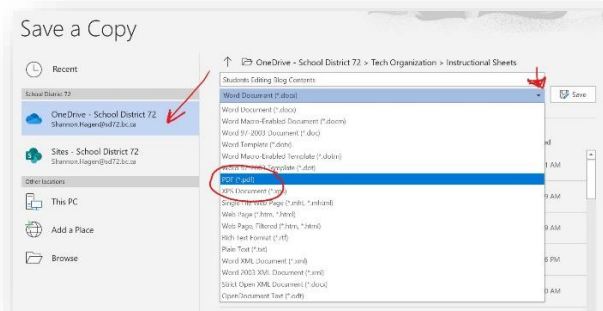 Save a Copy
Recent
School District 72
OneDrive - School District 72
Shannon.Hagen@sd72.bc.ca
Sites - School District 72
Shannon.Hagen@sd72.bc.ca
Other locations
This PC
Add a Place
Browse
OneDrive - School District 72 > Tech Organization > Instructional Sheets
Students Editing Blog Contents
Word Document (*.docx)
Save
Word Document (*.docx)
Word Macro-Enabled Document (*.docm)
Word 97-2003 Document (*.doc)
Word Template (*.dotx)
Word Macro-Enabled Template (*.dotm)
Word 97-2003 Template (*.dot)
PDF (*.pdf)
XPS Document (*.xps)
Single File Web Page (*.mht, *.mhtml)
Web Page (*.htm, *.html)
Web Page, Filtered (*.htm, *.html)
Rich Text Format (*.rtf)
Plain Text (*.txt)
Word XML Document (*.xml)
Word 2003 XML Document (*.xml)
Strict Open XML Document (*.docx)
OpenDocument Text (*.odt)
AM
AM
AM
PM
AM